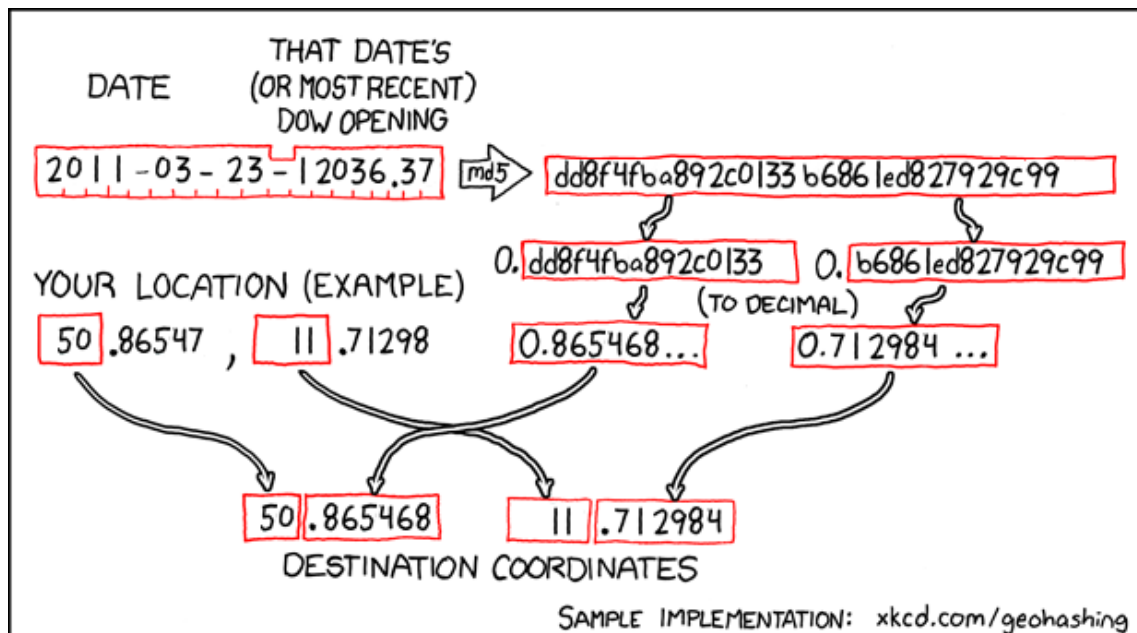 DATE
THAT DATE'S
(OR MOST RECENT)
DOW OPENING
2011-03-23-12036.37
md5
dd8f4fba892c0133b6861ed827929c99
0.dd8f4fba892c0133
0.b6861ed827929c99
(TO DECIMAL)
YOUR LOCATION (EXAMPLE)
50.86547, 11.71298
0.865468...
0.712984...
50.865468
11.712984
DESTINATION COORDINATES
SAMPLE IMPLEMENTATION: xkcd.com/geohashing